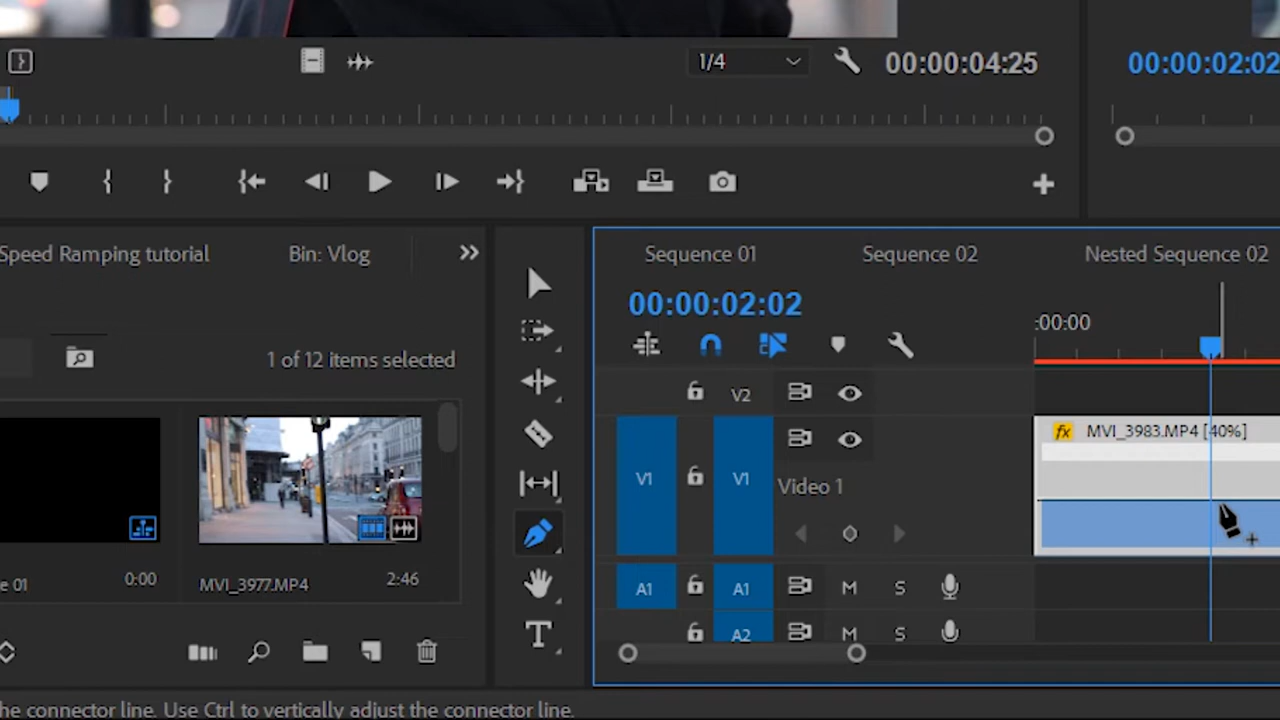 1/4
00:00:04:25
00:00:02:02
Speed Ramping tutorial
Bin: Vlog
1 of 12 items selected
e 01
0:00
MVI_3977.MP4
2:46
Sequence 01
Sequence 02
Nested Sequence 02
00:00:02:02
:00:00
V2
fx MVI_3983.MP4 [40%]
V1
V1
Video 1
A1
A1
M
S
A2
M
S
T
he connector line. Use Ctrl to vertically adjust the connector line.